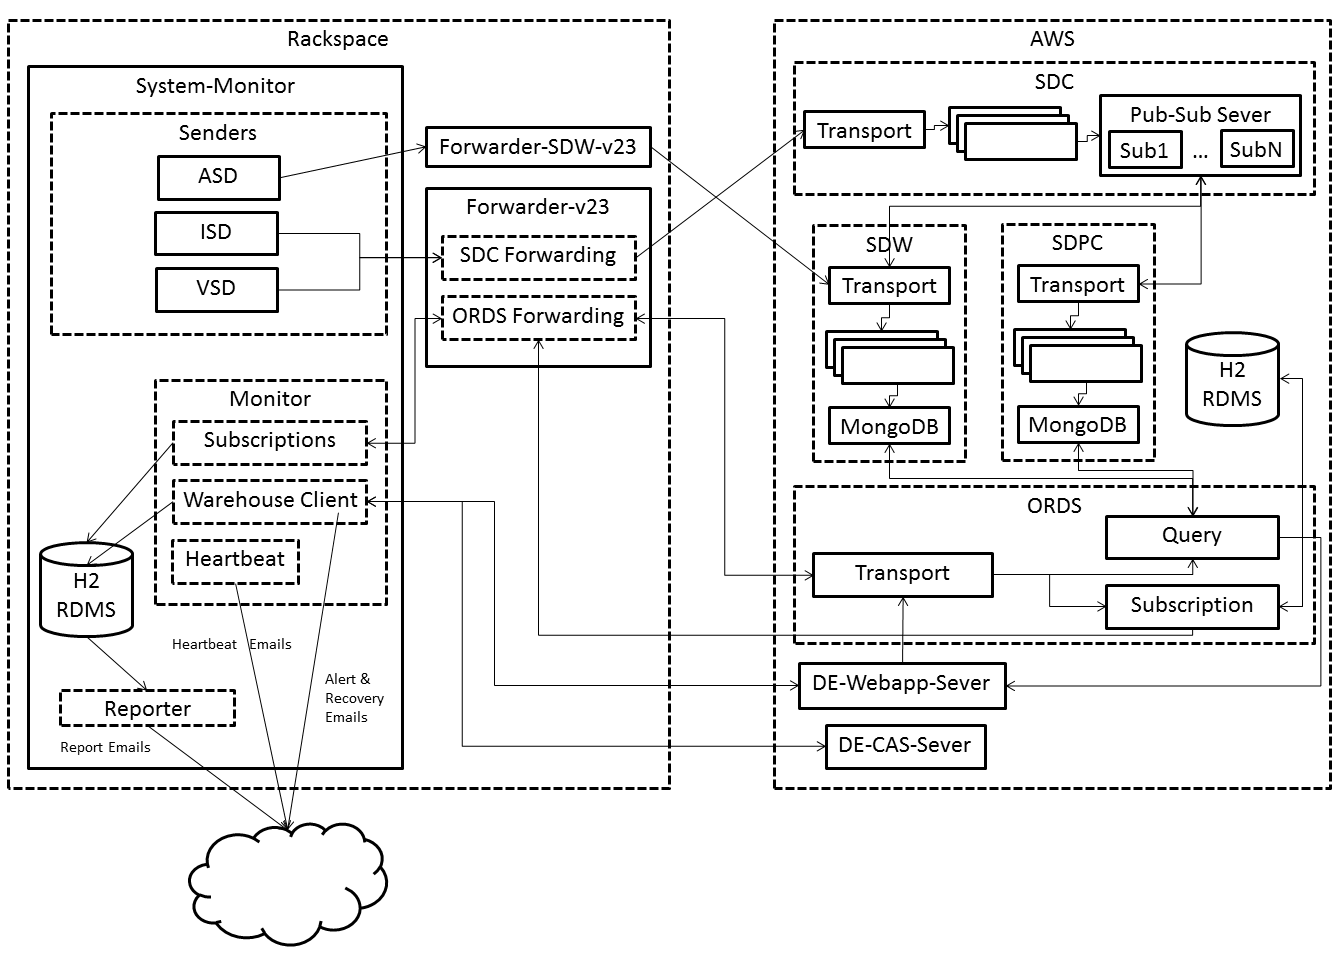 Rackspace
System-Monitor
Senders
ASD
ISD
VSD
Forwarder-SDW-v23
Forwarder-v23
SDC Forwarding
ORDS Forwarding
Monitor
Subscriptions
Warehouse Client
Heartbeat
H2
RDMS
Heartbeat Emails
Alert &
Recovery
Emails
Reporter
Report Emails
AWS
SDC
Transport
Pub-Sub Sever
Sub1
...
SubN
SDW
Transport
MongoDB
SDPC
Transport
MongoDB
H2
RDMS
ORDS
Query
Transport
Subscription
DE-Webapp-Sever
DE-CAS-Sever